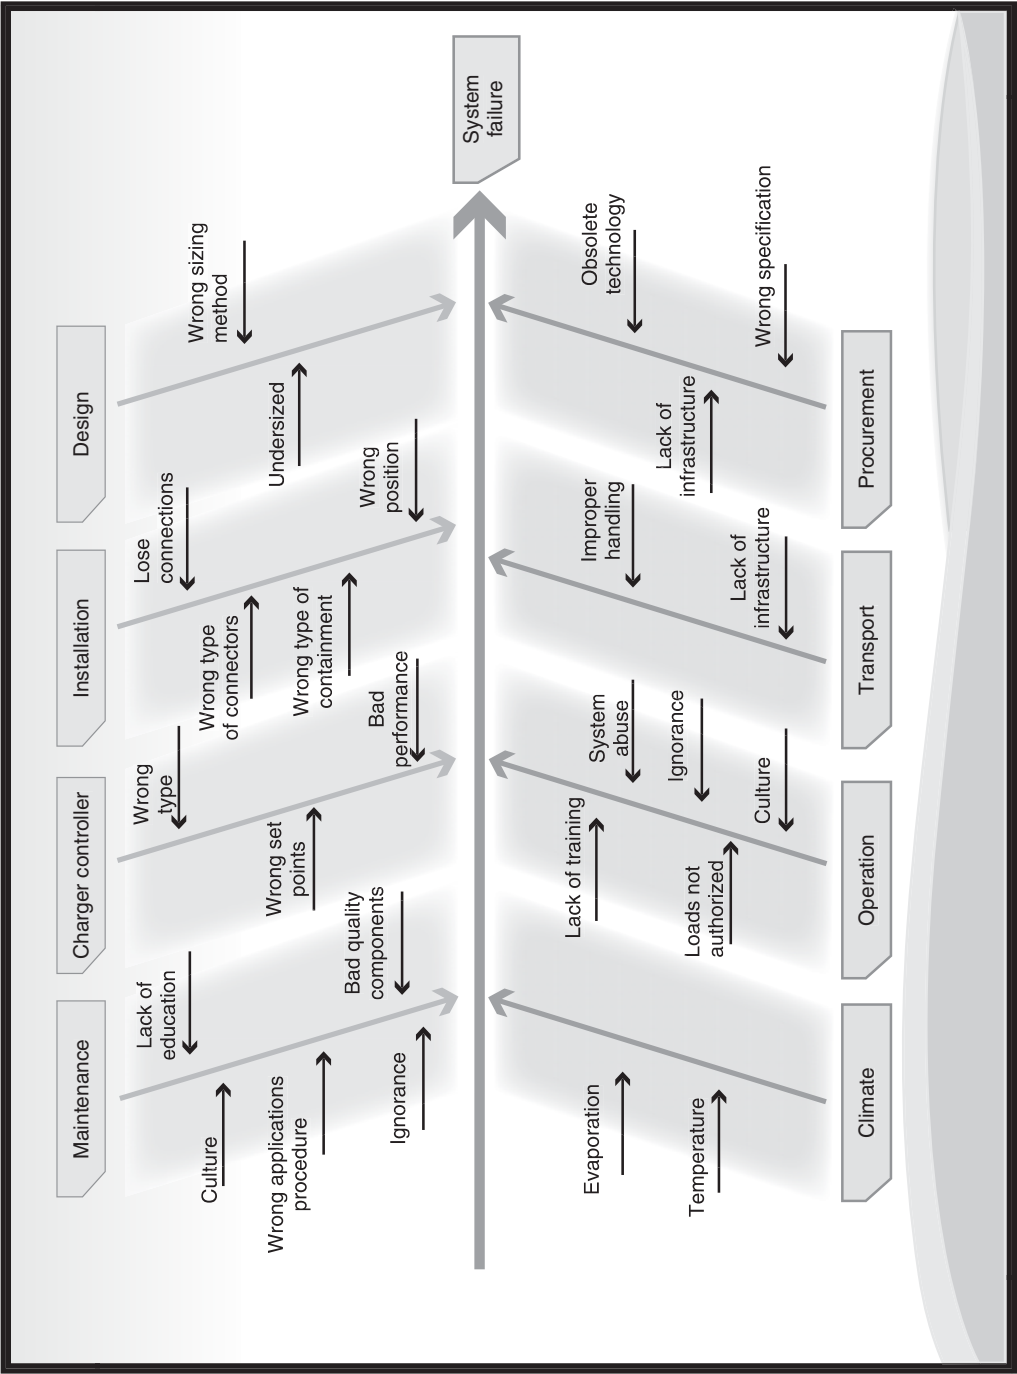 Maintenance
Charger controller
Installation
Design
Lack of
education
Culture
Wrong applications
procedure
Bad quality
components
Ignorance
Wrong
type
Wrong set
points
Bad
performance
Lose
connections
Wrong type
of connectors
Wrong type of
containment
Wrong
position
Wrong sizing
method
Undersized
System
failure
Evaporation
Temperature
Lack of training
System
abuse
Ignorance
Loads not
authorized
Culture
Improper
handling
Lack of
infrastructure
Obsolete
technology
Lack of
infrastructure
Wrong specification
Climate
Operation
Transport
Procurement